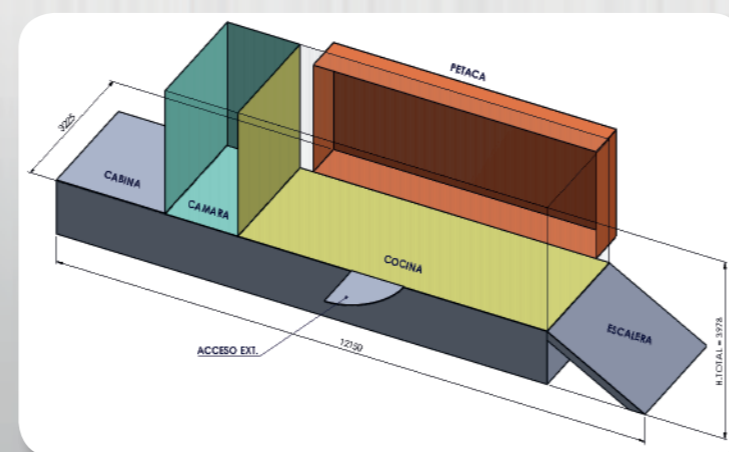 PETACA
3225
CABINA
CAMARA
COCINA
ESCALERA
ACCESO EXT.
12150
H.TOTAL = 3978